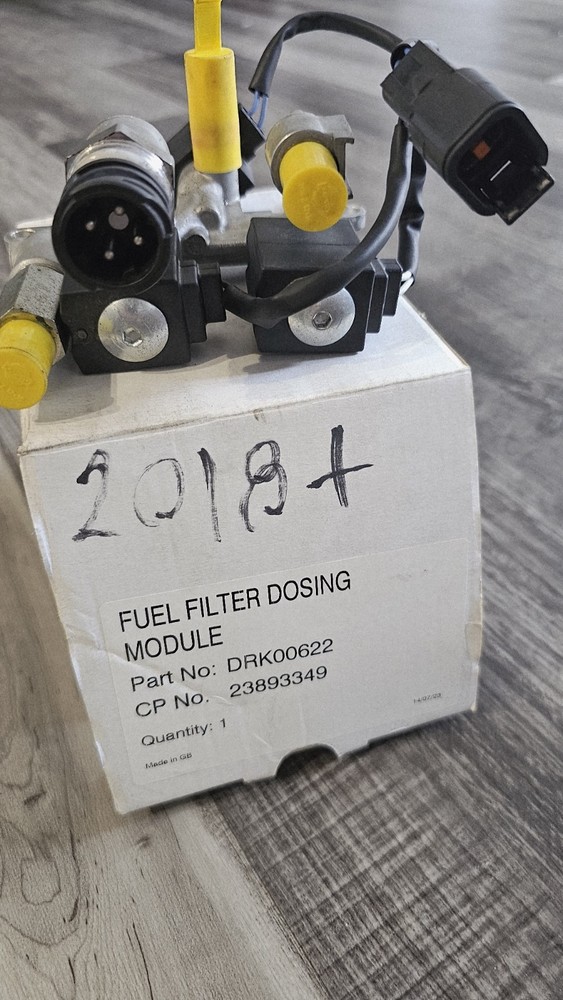 2018+
FUEL FILTER DOSING
MODULE
Part No: DRK00622
CP No. 23893349
Quantity: 1
Made in GB